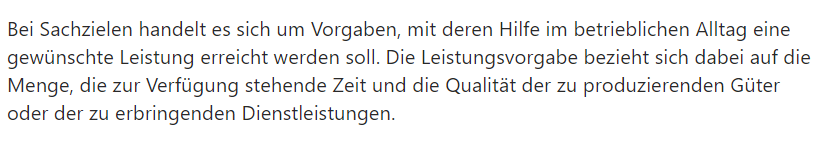 Bei Sachzielen handelt es sich um Vorgaben, mit deren Hilfe im betrieblichen Alltag eine
gewünschte Leistung erreicht werden soll. Die Leistungsvorgabe bezieht sich dabei auf die
Menge, die zur Verfügung stehende Zeit und die Qualität der zu produzierenden Güter
oder der zu erbringenden Dienstleistungen.